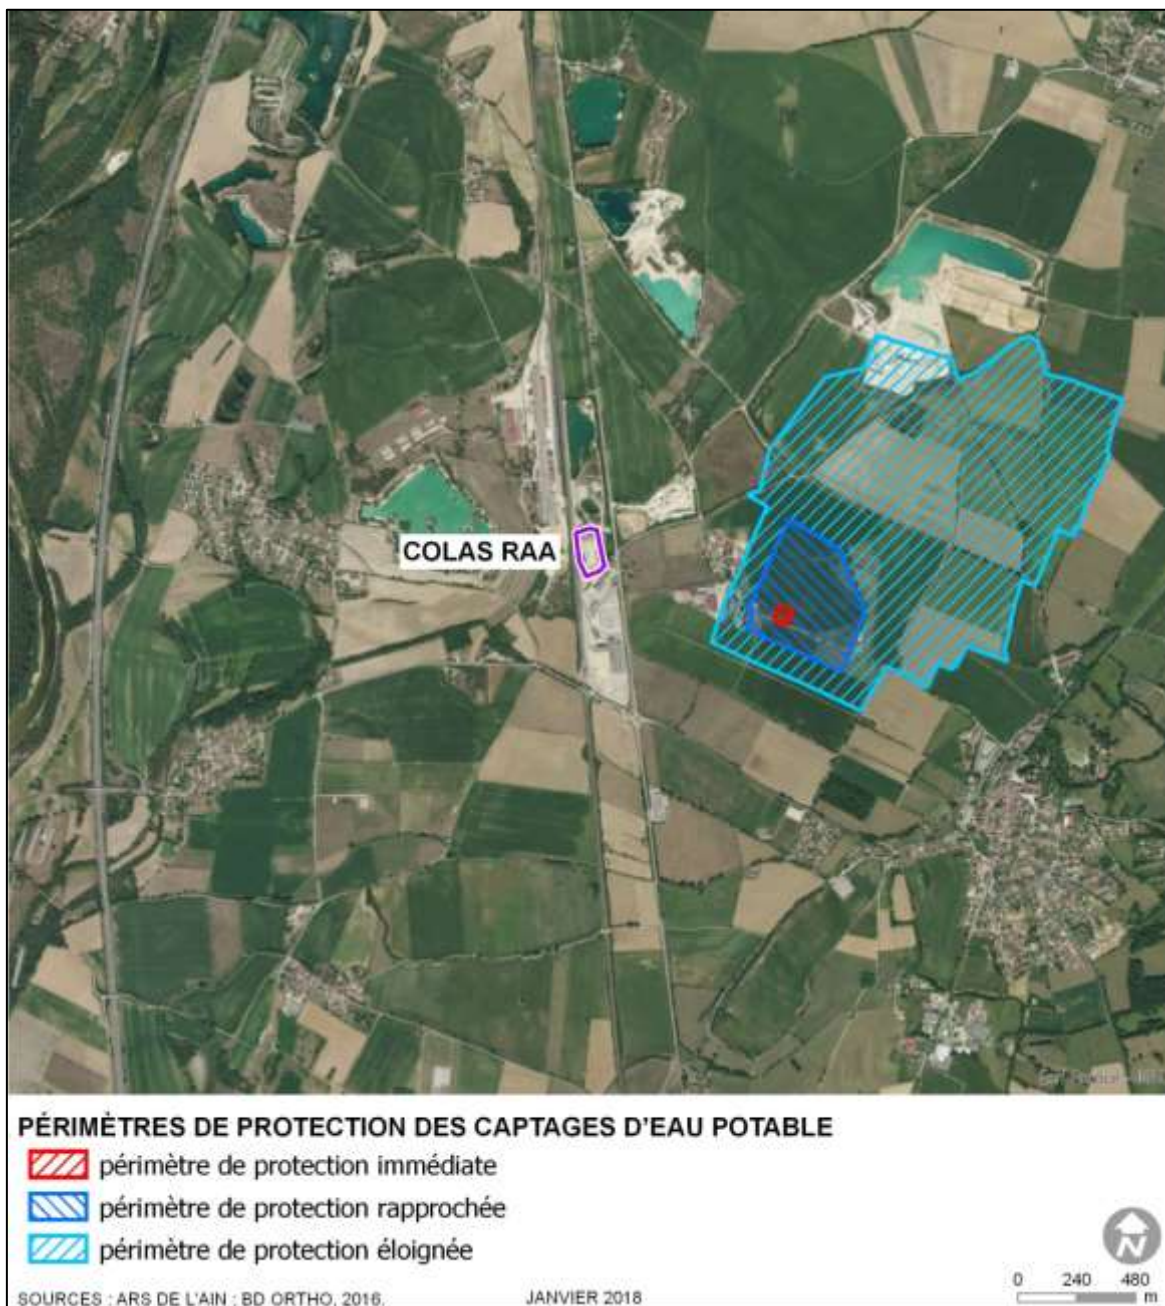 COLAS RAA
PÉRIMÈTRES DE PROTECTION DES CAPTAGES D'EAU POTABLE
périmètre de protection immédiate
périmètre de protection rapprochée
périmètre de protection éloignée
N
0 240 480
m
SOURCES : ARS DE L'AIN ; BD ORTHO, 2016.
JANVIER 2018